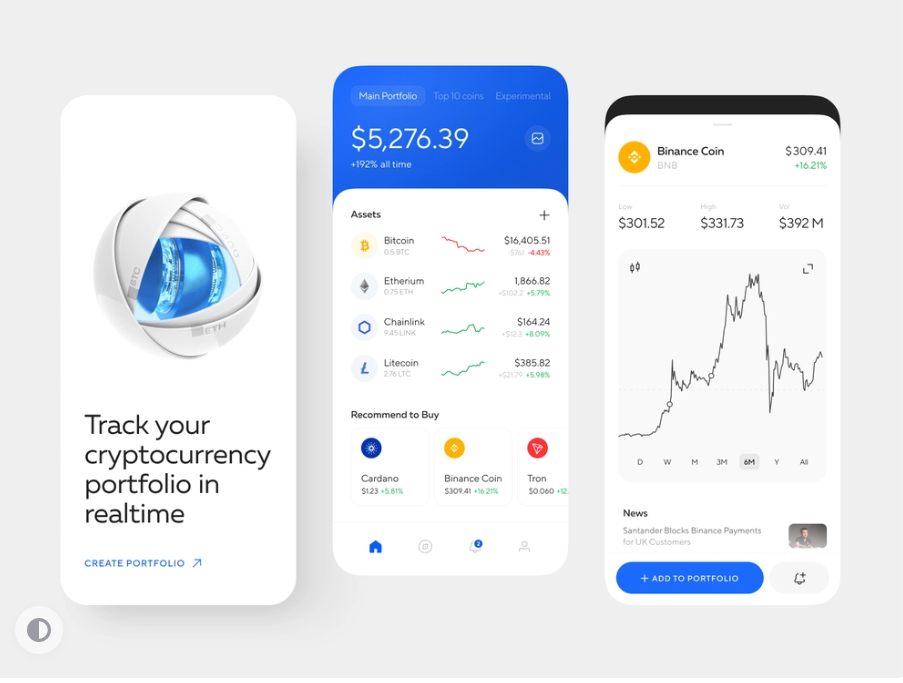 BTC
ETH
Track your
cryptocurrency
portfolio in
realtime
CREATE PORTFOLIO
Main Portfolio Top 10 coins Experimental
$5,276.39
+192% all time
Assets
Bitcoin $16,405.51
0.5 BTC -$761 -4.43%
Etherium 1,866.82
0.75 ETH +$102.2 +5.79%
Chainlink $164.24
9.45 LINK +$12.3 +8.09%
Litecoin $385.82
2.76 LTC +$21.79 +5.98%
Recommend to Buy
Cardano Binance Coin Tron
$1.23 +5.81% $309.41 +16.21% $0.060 +12.
2
Binance Coin $309.41
BNB +16.21%
Low High Vol
$301.52 $331.73 $392 M
D W M 3M 6M Y All
News
Santander Blocks Binance Payments
for UK Customers
+ ADD TO PORTFOLIO